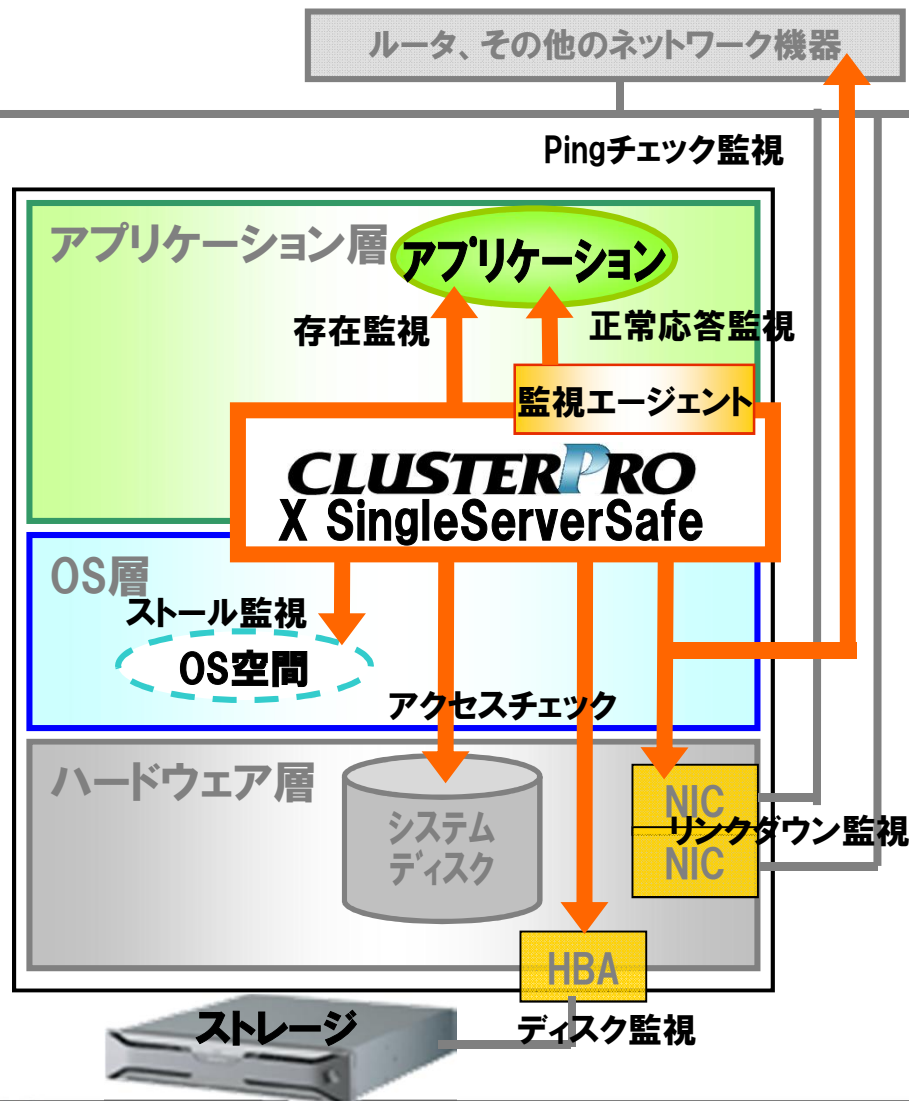 ルータ、その他のネットワーク機器
Pingチェック監視
アプリケーション層
アプリケーション
存在監視
正常応答監視
監視エージェント
CLUSTERPRO
X SingleServerSafe
OS層
ストール監視
OS空間
アクセスチェック
ハードウェア層
システム
ディスク
NIC
リンクダウン監視
NIC
HBA
ストレージ
ディスク監視